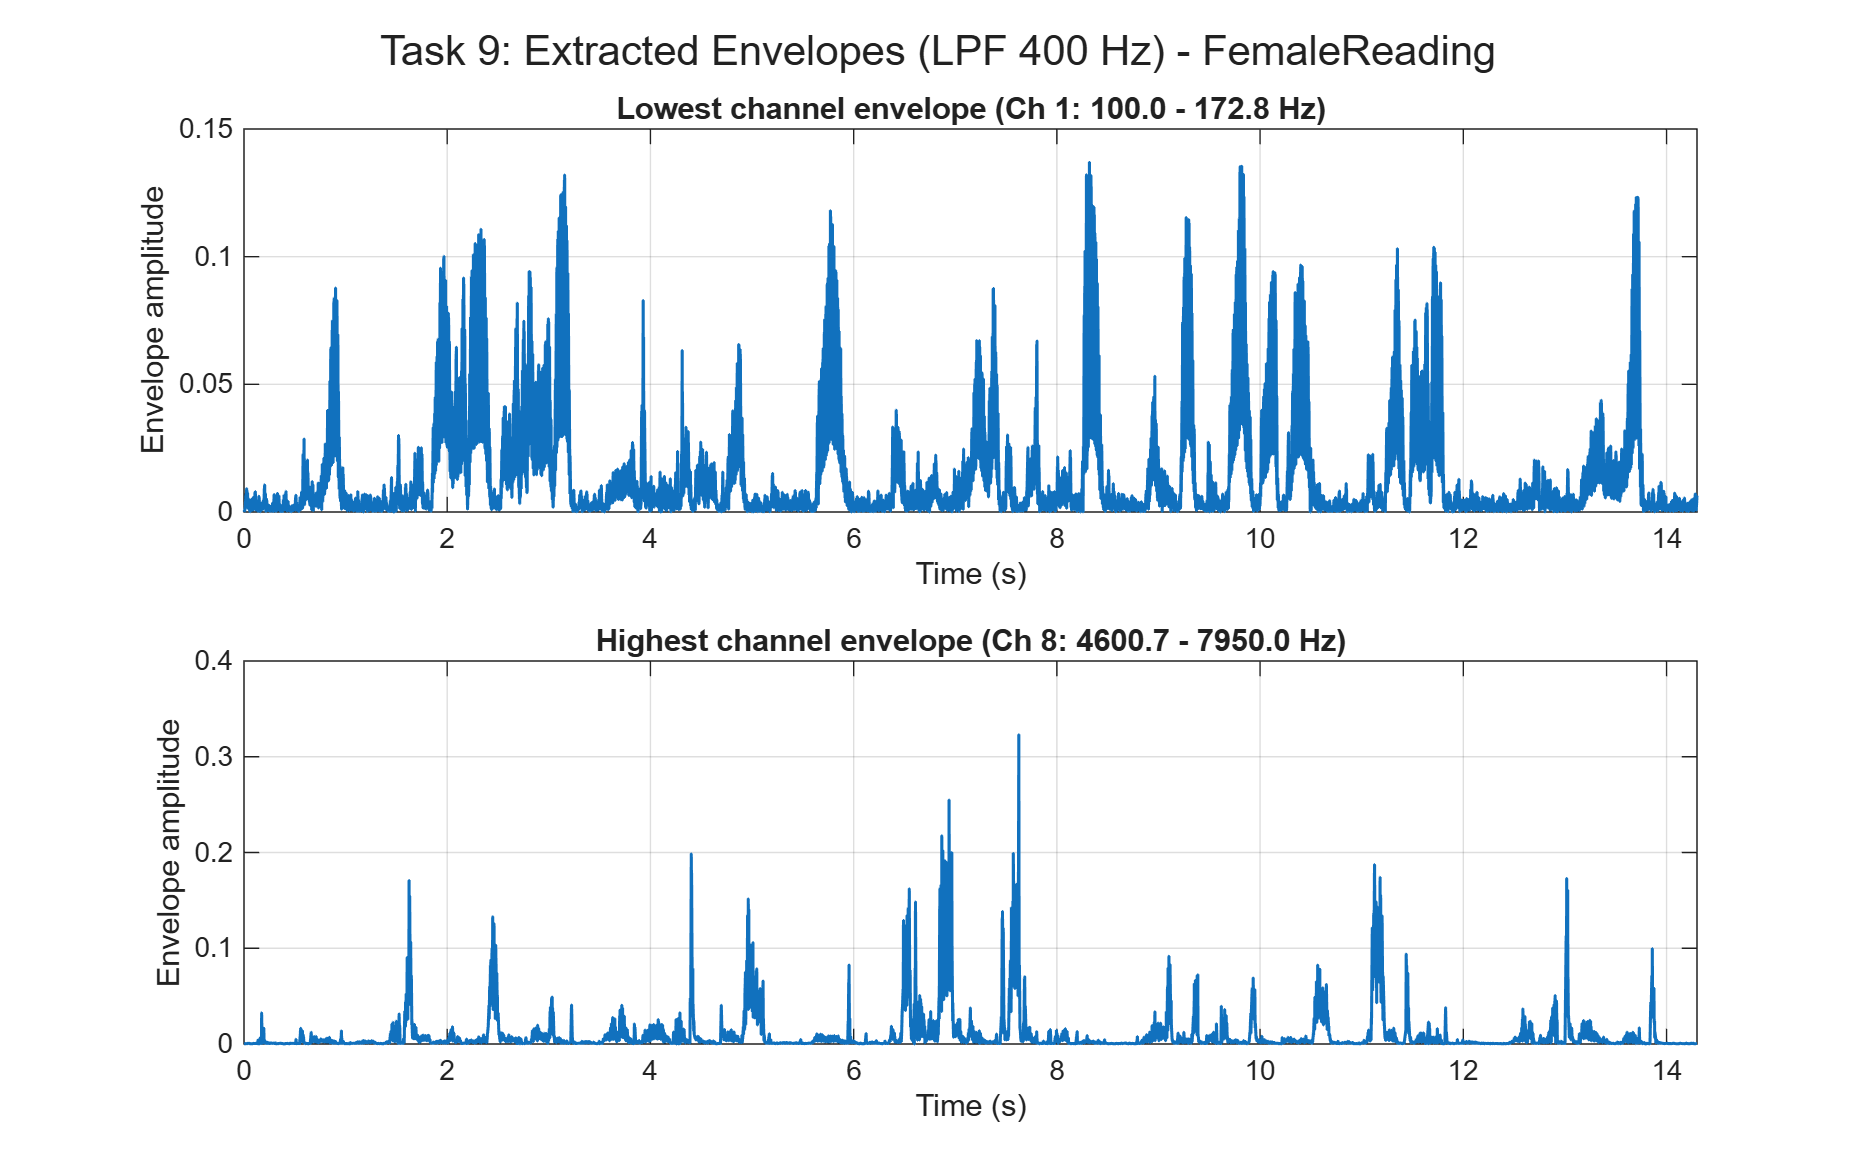 Task 9: Extracted Envelopes (LPF 400 Hz) - FemaleReading
Lowest channel envelope (Ch 1: 100.0 - 172.8 Hz)
Envelope amplitude
0.15
0.1
0.05
0
0 2 4 6 8 10 12 14
Time (s)
Highest channel envelope (Ch 8: 4600.7 - 7950.0 Hz)
Envelope amplitude
0.4
0.3
0.2
0.1
0
0 2 4 6 8 10 12 14
Time (s)